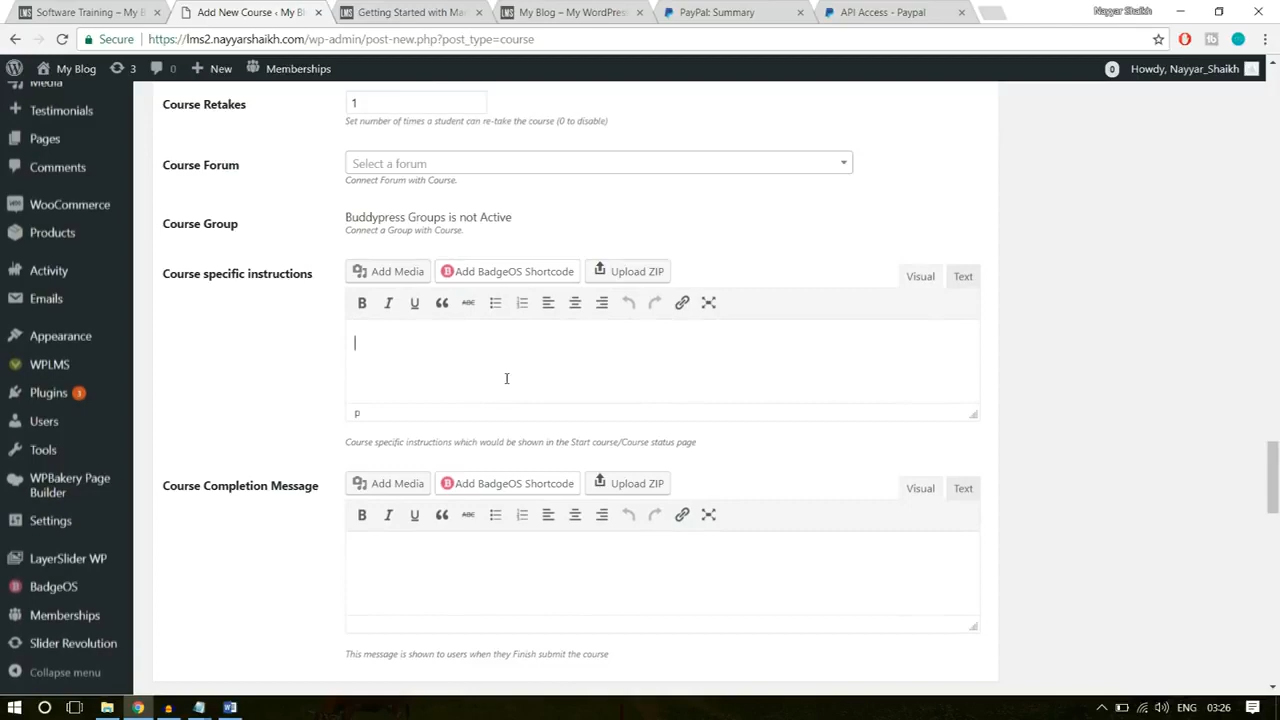 Software Training – My B
Add New Course ‹ My Bl
Getting Started with Ma
My Blog – My WordPress
PayPal: Summary
API Access - Paypal
Nayyar Shaikh
Secure https://lms2.nayyarshaikh.com/wp-admin/post-new.php?post_type=course
My Blog 3 0 New Memberships 0 Howdy, Nayyar_Shaikh
Media
Testimonials
Pages
Comments
WooCommerce
Products
Activity
Emails
Appearance
WPLMS
Plugins 3
Users
Tools
WPBakery Page
Builder
Settings
LayerSlider WP
BadgeOS
Memberships
Slider Revolution
Collapse menu
Course Retakes
1
Set number of times a student can re-take the course (0 to disable)
Course Forum
Select a forum
Connect Forum with Course.
Course Group
Buddypress Groups is not Active
Connect a Group with Course.
Course specific instructions
Add Media Add BadgeOS Shortcode Upload ZIP Visual Text
B I U ABC
p
Course specific instructions which would be shown in the Start course/Course status page
Course Completion Message
Add Media Add BadgeOS Shortcode Upload ZIP Visual Text
B I U ABC
This message is shown to users when they Finish submit the course
ENG 03:26